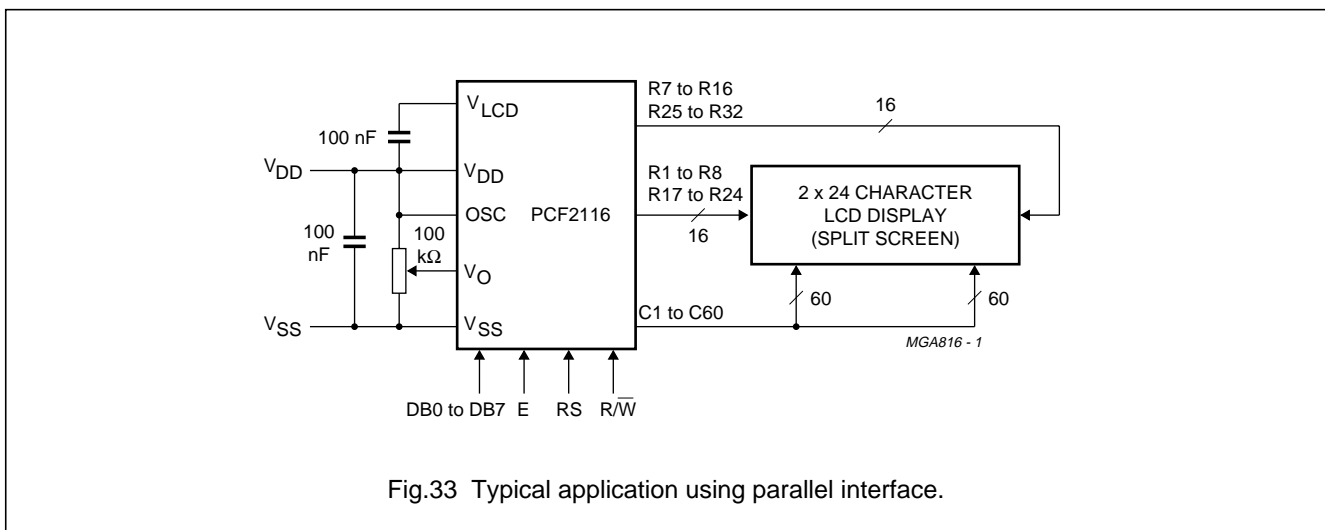 R7 to R16
R25 to R32
16
V_LCD
100 nF
V_DD
V_DD
R1 to R8
R17 to R24
16
OSC
PCF2116
2 x 24 CHARACTER
LCD DISPLAY
(SPLIT SCREEN)
100
nF
100
kΩ
V_O
60
60
C1 to C60
V_SS
V_SS
MGA816 - 1
DB0 to DB7
E
RS
R/W̅
Fig.33 Typical application using parallel interface.